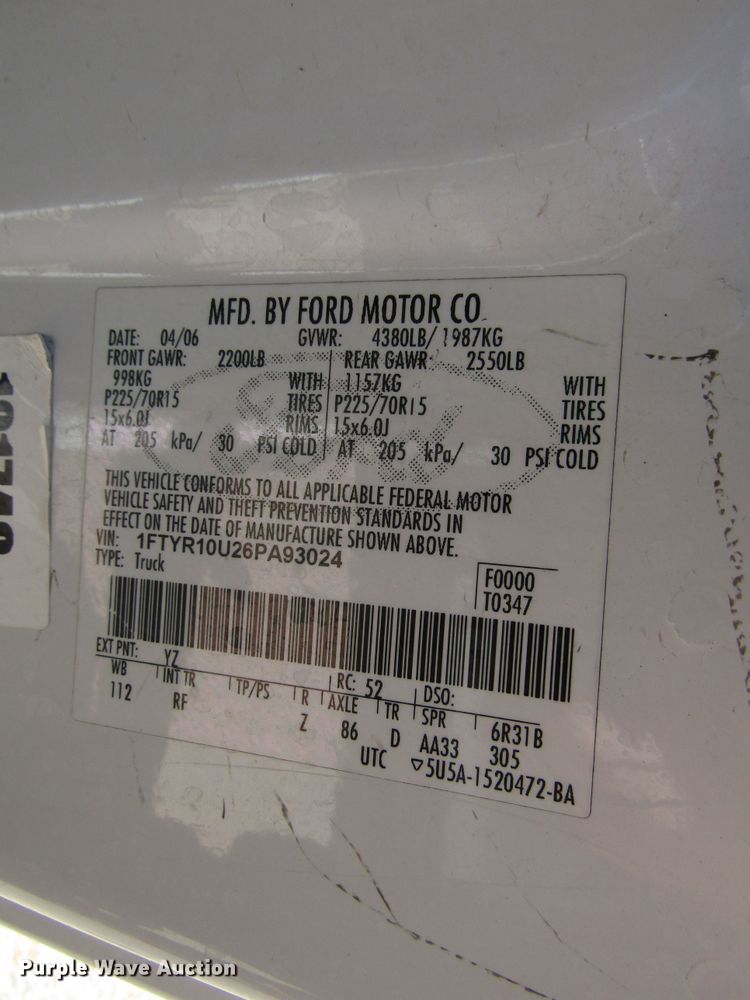 MFD. BY FORD MOTOR CO.
DATE: 04/06 GVWR: 4380LB/ 1987KG
FRONT GAWR: 2200LB REAR GAWR: 2550LB
998KG WITH 1157KG WITH
P225/70R15 TIRES P225/70R15 TIRES
15x6.0J RIMS 15x6.0J RIMS
AT 205 kPa/ 30 PSI COLD AT 205 kPa/ 30 PSI COLD
Ford
THIS VEHICLE CONFORMS TO ALL APPLICABLE FEDERAL MOTOR
VEHICLE SAFETY AND THEFT PREVENTION STANDARDS IN
EFFECT ON THE DATE OF MANUFACTURE SHOWN ABOVE.
VIN: 1FTYR10U26PA93024
TYPE: Truck
F0000
T0347
EXT PNT: YZ RC: 52 DSO:
WB INT TR TP/PS R AXLE TR SPR 6R31B
112 RF Z 86 D AA33 305
UTC ▽5U5A-1520472-BA
Purple Wave Auction